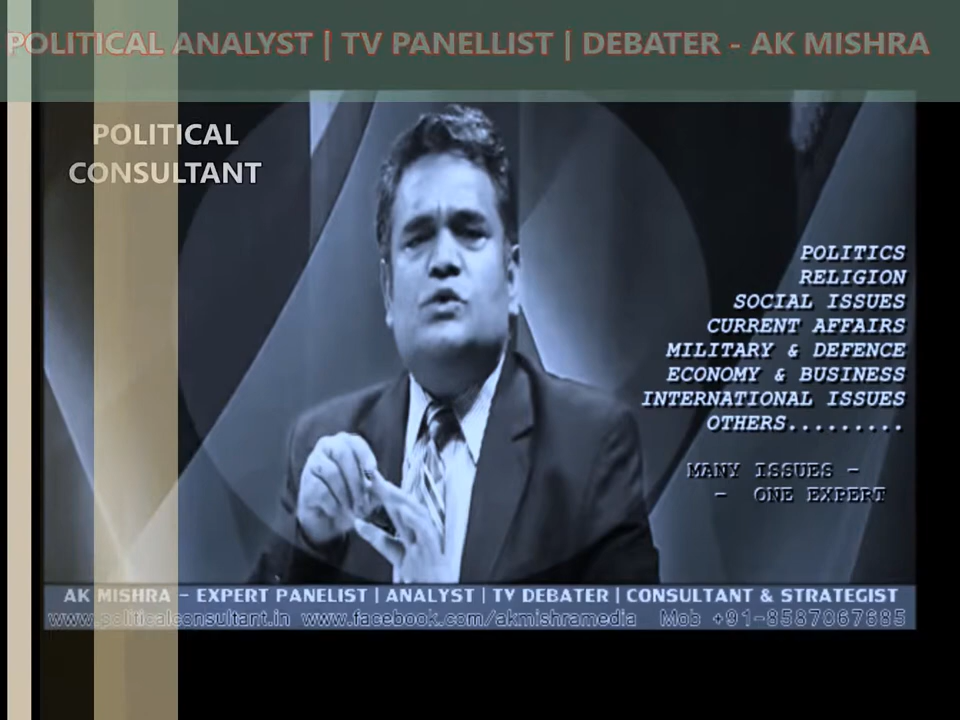 POLITICAL ANALYST | TV PANELLIST | DEBATER - AK MISHRA
POLITICAL
CONSULTANT
POLITICS
RELIGION
SOCIAL ISSUES
CURRENT AFFAIRS
MILITARY & DEFENCE
ECONOMY & BUSINESS
INTERNATIONAL ISSUES
OTHERS.........
MANY ISSUES -
- ONE EXPERT
AK MISHRA - EXPERT PANELIST | ANALYST | TV DEBATER | CONSULTANT & STRATEGIST
www.politicalconsultant.in www.facebook.com/akmishramedia Mob +91-8587067685